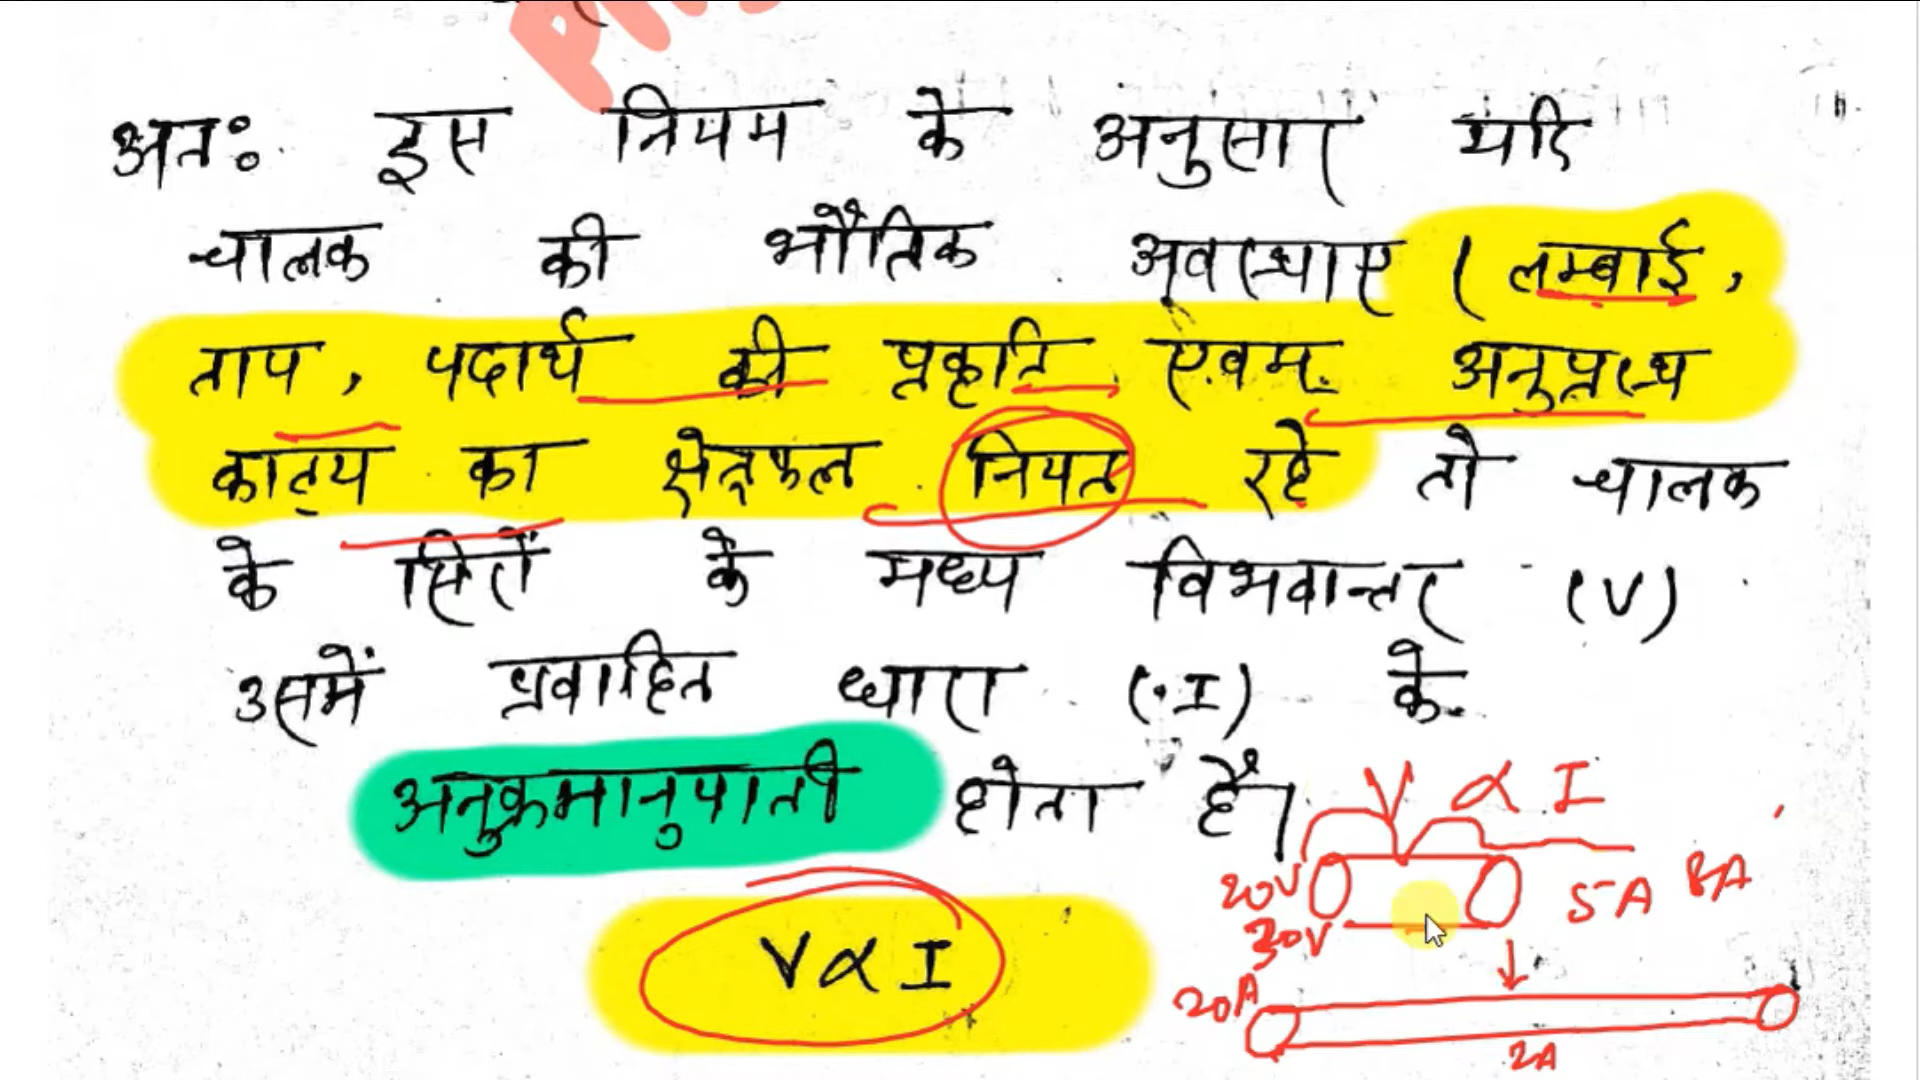 अतः इस नियम के अनुसार यदि
चालक की भौतिक अवस्थाए ( लम्बाई,
ताप, पदार्थ की प्रकृति एवम अनुप्रस्थ
काट्य का क्षेत्रफल नियत रहे तो चालक
के सिरों के मध्य विभवान्तर (V)
उसमें प्रवाहित धारा (I) के
अनुक्रमानुपाती होता है।
V ∝ I
20V 5A 8A
30V
V ∝ I
20A
2A